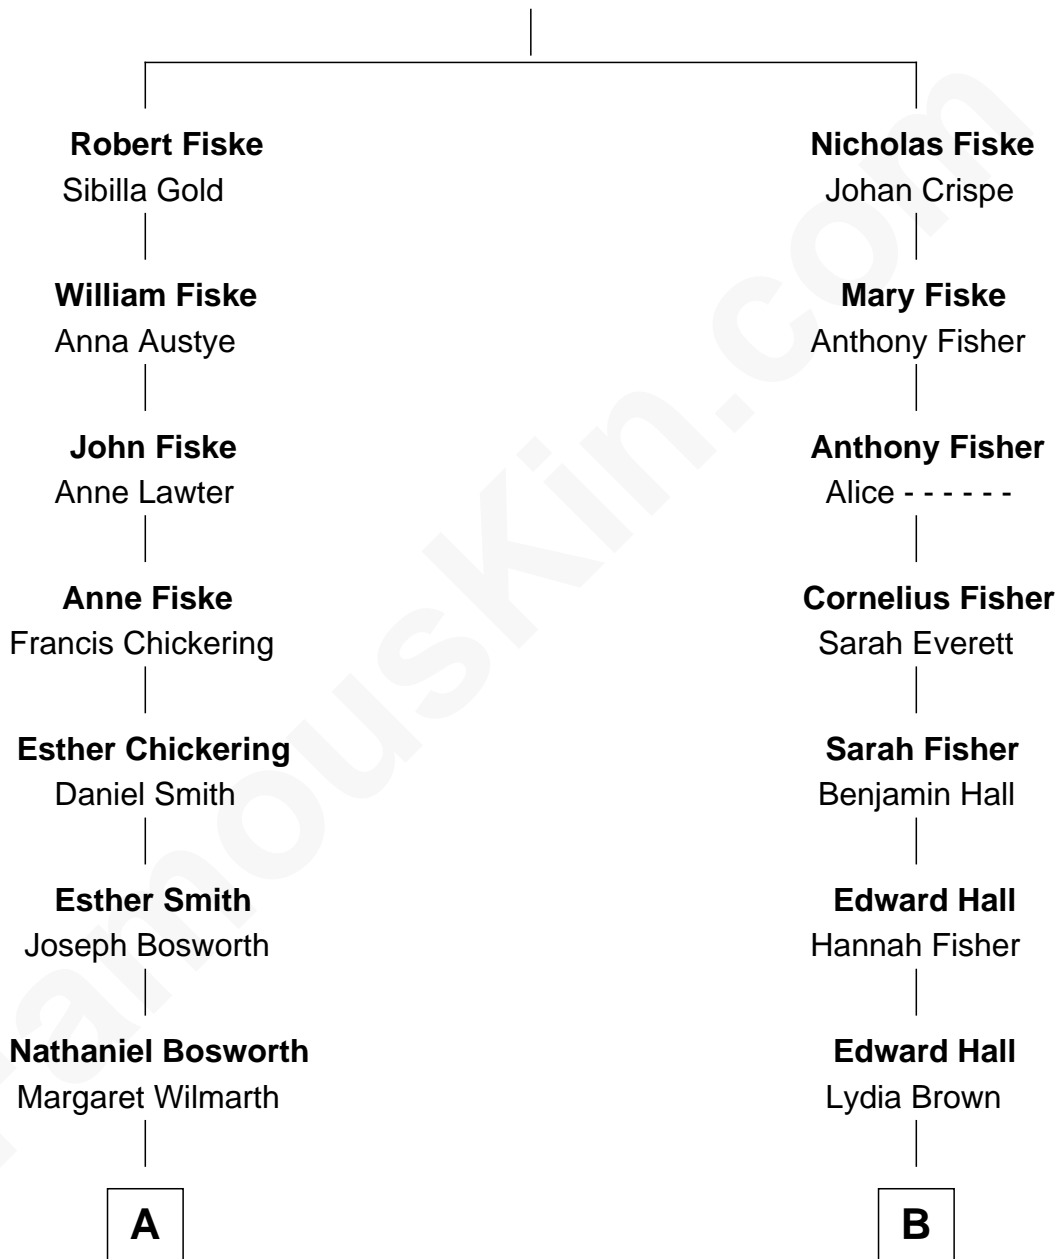 Robert Fiske
Sibilla Gold
William Fiske
Anna Austye
John Fiske
Anne Lawter
Anne Fiske
Francis Chickering
Esther Chickering
Daniel Smith
Esther Smith
Joseph Bosworth
Nathaniel Bosworth
Margaret Wilmarth
A
Nicholas Fiske
Johan Crispe
Mary Fiske
Anthony Fisher
Anthony Fisher
Alice - - - - - -
Cornelius Fisher
Sarah Everett
Sarah Fisher
Benjamin Hall
Edward Hall
Hannah Fisher
Edward Hall
Lydia Brown
B
FamousKin.com